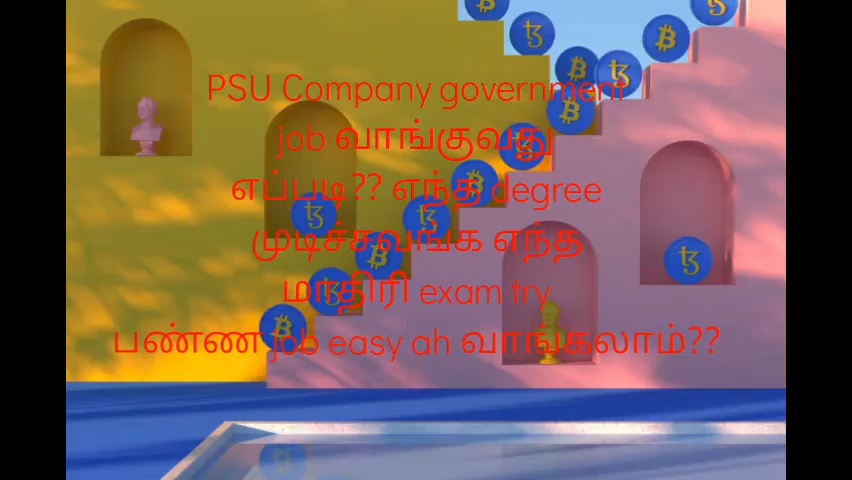 PSU Company government
job வாங்குவது
எப்படி?? எந்த degree
முடிச்சவங்க எந்த
மாதிரி exam try
பண்ண job easy ah வாங்கலாம்??